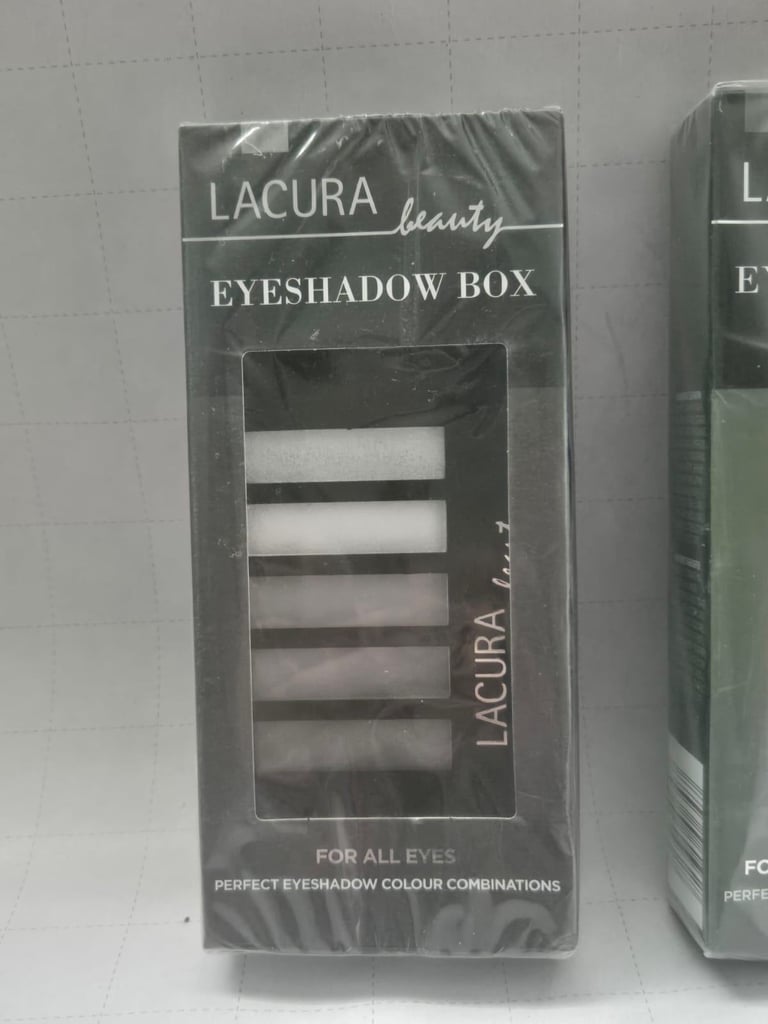 LACURA beauty
EYESHADOW BOX
LACURA
FOR ALL EYES
PERFECT EYESHADOW COLOUR COMBINATIONS